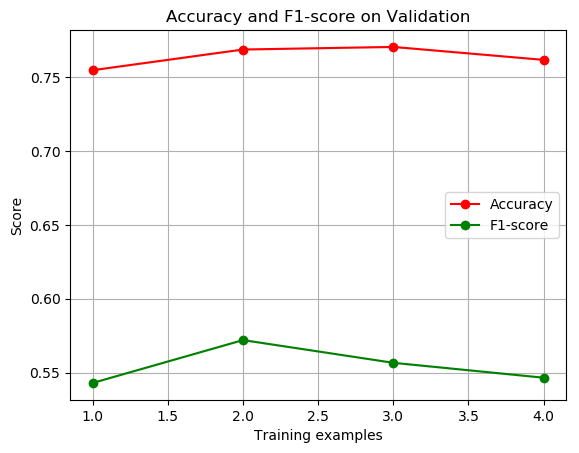 Accuracy and F1-score on Validation
Score
0.75
0.70
0.65
0.60
0.55
Accuracy
F1-score
1.0 1.5 2.0 2.5 3.0 3.5 4.0
Training examples